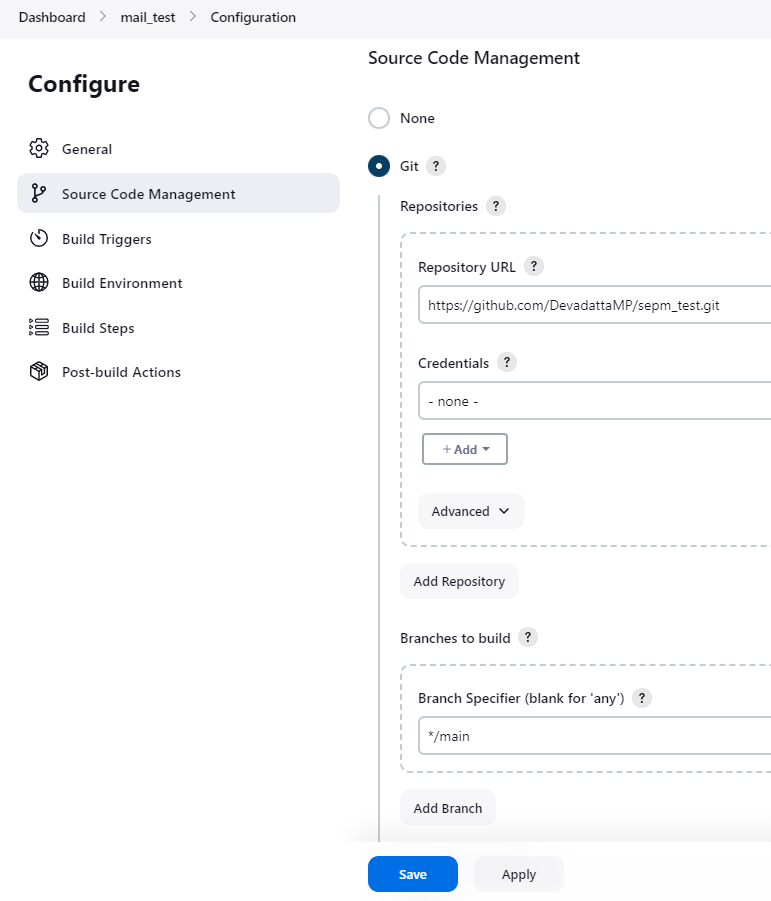 Dashboard > mail_test > Configuration
Configure
General
Source Code Management
Build Triggers
Build Environment
Build Steps
Post-build Actions
Source Code Management
None
Git ?
Repositories ?
Repository URL ?
https://github.com/DevadattaMP/sepm_test.git
Credentials ?
- none -
+ Add
Advanced
Add Repository
Branches to build ?
Branch Specifier (blank for 'any') ?
*/main
Add Branch
Save Apply